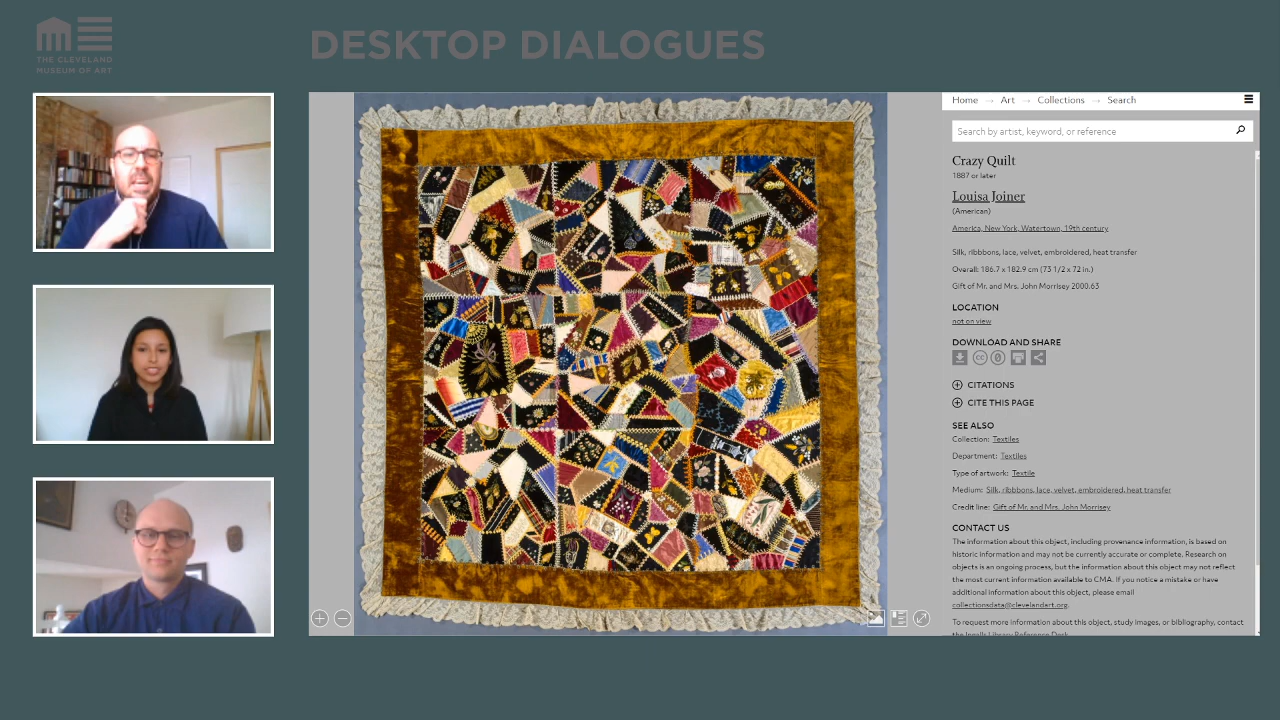 THE CLEVELAND
MUSEUM OF ART
DESKTOP DIALOGUES
Home → Art → Collections → Search
Search by artist, keyword, or reference
Crazy Quilt
1887 or later
Louisa Joiner
(American)
America, New York, Watertown, 19th century
Silk, ribbbons, lace, velvet, embroidered, heat transfer
Overall: 186.7 x 182.9 cm (73 1/2 x 72 in.)
Gift of Mr. and Mrs. John Morrisey 2000.63
LOCATION
not on view
DOWNLOAD AND SHARE
CITATIONS
CITE THIS PAGE
SEE ALSO
Collection: Textiles
Department: Textiles
Type of artwork: Textile
Medium: Silk, ribbbons, lace, velvet, embroidered, heat transfer
Credit line: Gift of Mr. and Mrs. John Morrisey
CONTACT US
The information about this object, including provenance information, is based on
historic information and may not be currently accurate or complete. Research on
objects is an ongoing process, but the information about this object may not reflect
the most current information available to CMA. If you notice a mistake or have
additional information about this object, please email
collectionsdata@clevelandart.org.
To request more information about this object, study images, or bibliography, contact
the Ingalls Library Reference Desk.